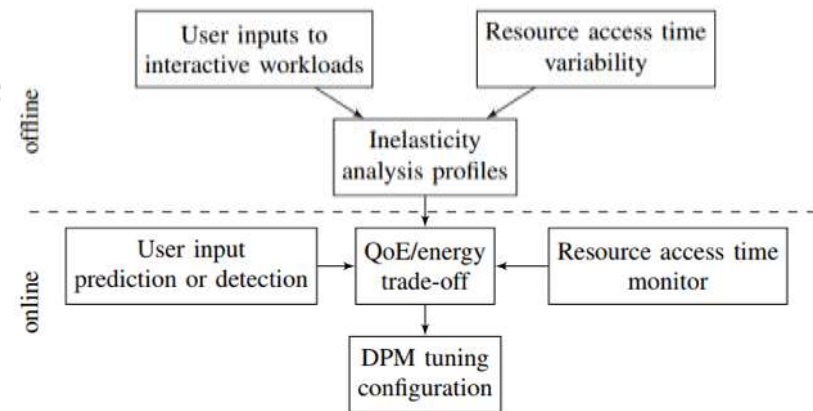 User inputs to
interactive workloads
Resource access time
variability
offline
Inelasticity
analysis profiles
User input
prediction or detection
QoE/energy
trade-off
Resource access time
monitor
online
DPM tuning
configuration